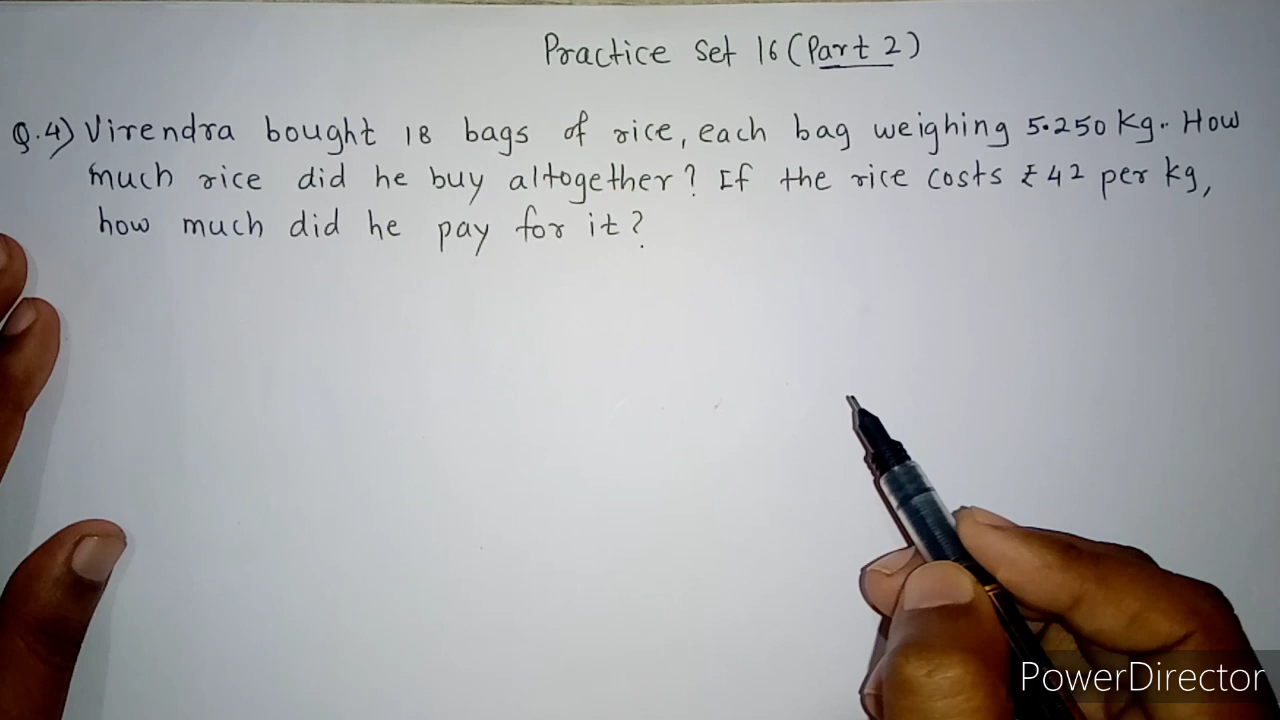 Practice Set 16 (Part 2)
Q.4) Virendra bought 18 bags of rice, each bag weighing 5.250 kg. How
much rice did he buy altogether? If the rice costs ₹ 42 per kg,
how much did he pay for it?
PowerDirector